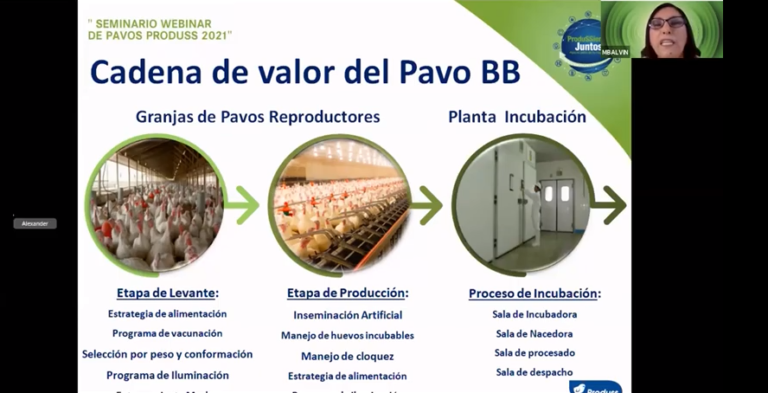 " SEMINARIO WEBINAR
DE PAVOS PRODUSS 2021"
Juntos
MBALVIN
Cadena de valor del Pavo BB
Granjas de Pavos Reproductores
Planta Incubación
Alexander
Etapa de Levante:
Estrategia de alimentación
Programa de vacunación
Selección por peso y conformación
Programa de Iluminación
Etapa de Producción:
Inseminación Artificial
Manejo de huevos incubables
Manejo de cloquez
Estrategia de alimentación
Proceso de Incubación:
Sala de Incubadora
Sala de Nacedora
Sala de procesado
Sala de despacho
Produss